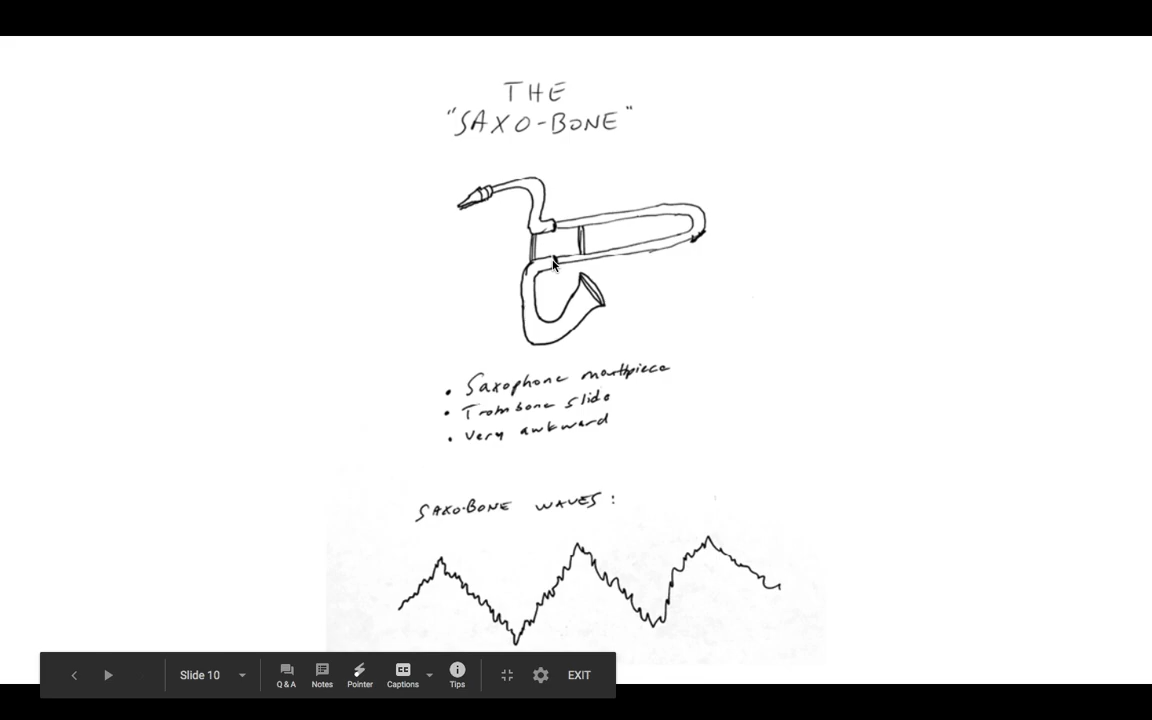 THE
"SAXO-BONE"
• Saxophone mouthpiece
• Trombone slide
• Very awkward
SAXO-BONE WAVES:
Slide 10
Q & A
Notes
Pointer
CC
Captions
Tips
EXIT